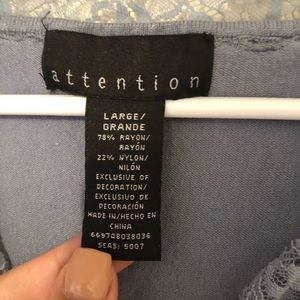 attention
LARGE/
GRANDE
78% RAYON/
RAYÓN
22% NYLON/
NILÓN
EXCLUSIVE OF
DECORATION/
EXCLUSIVO DE
DECORACIÓN
MADE IN/HECHO EN
CHINA
669748038036
SEAS: 5007